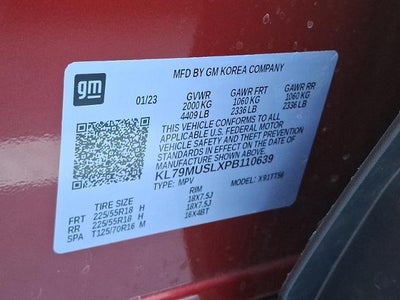 gm
MFD BY GM KOREA COMPANY
01/23 GVWR GAWR FRT GAWR RR
2000 KG 1060 KG 1060 KG
4409 LB 2336 LB 2336 LB
THIS VEHICLE CONFORMS TO ALL
APPLICABLE U.S. FEDERAL MOTOR
VEHICLE SAFETY AND THEFT PREVENTION
STANDARDS IN EFFECT ON THE DATE OF
MANUFACTURE SHOWN ABOVE.
KL79MUSLXPB110639
TYPE: MPV MODEL: X91TT56
TIRE SIZE RIM
FRT 225/55R18 H 18X7.5J
RR 225/55R18 H 18X7.5J
SPA T125/70R16 M 16X4BT